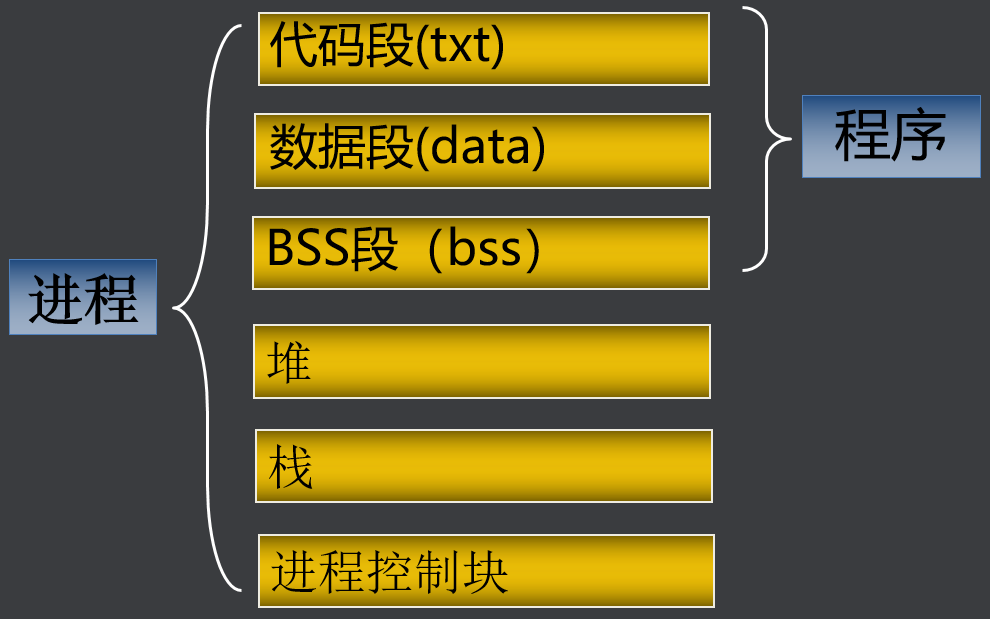 代码段(txt)
数据段(data)
BSS段（bss）
堆
栈
进程控制块
进程
程序